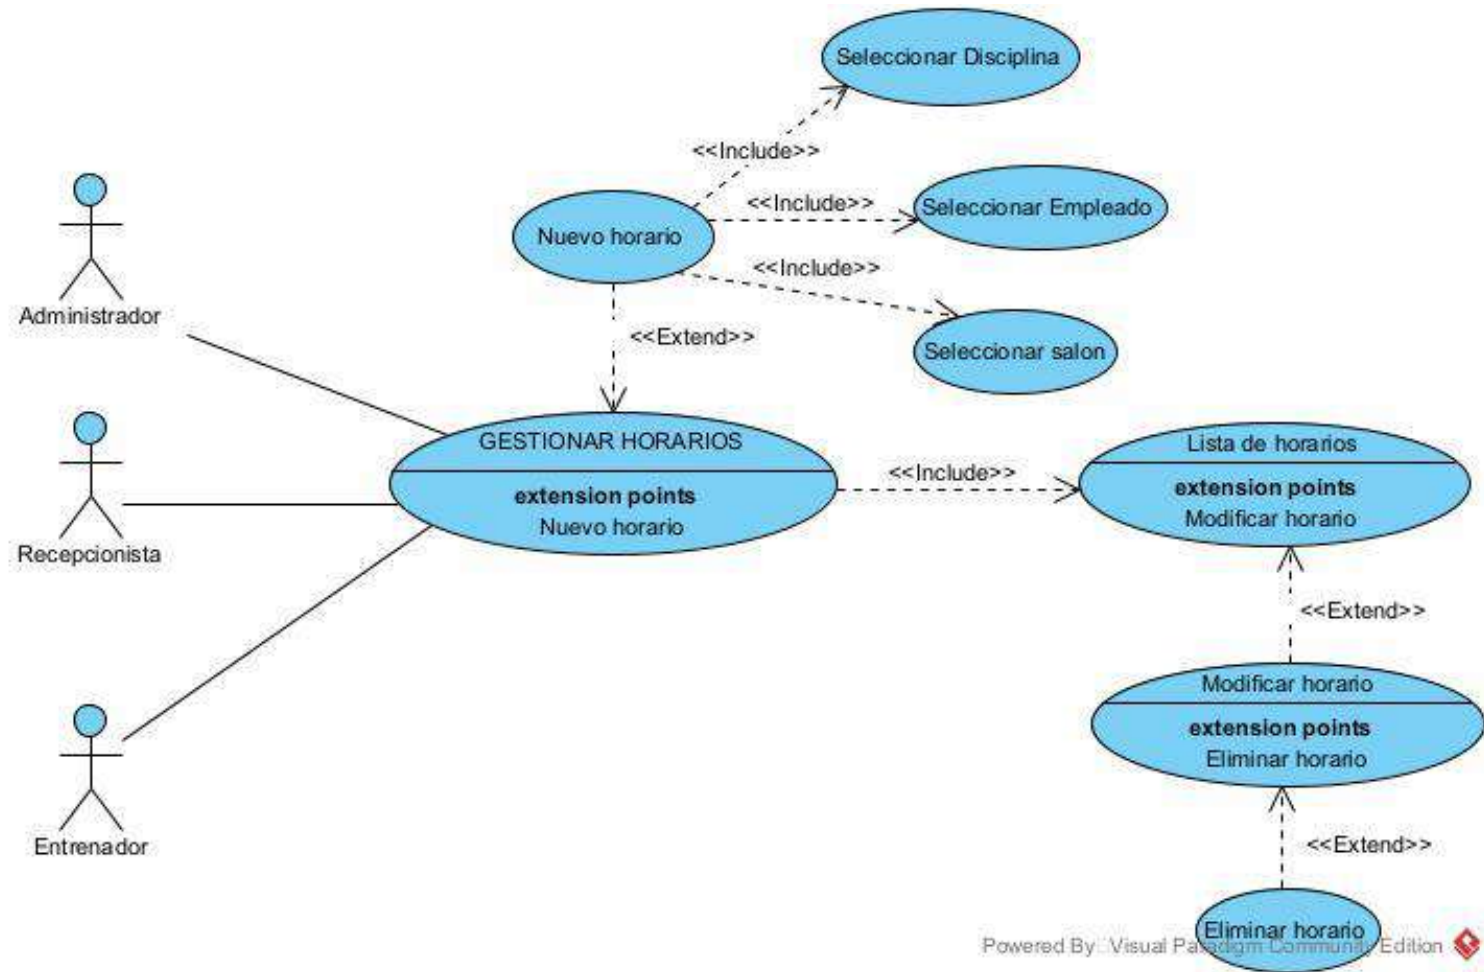 Seleccionar Disciplina
<<Include>>
<<Include>>
Seleccionar Empleado
Nuevo horario
<<Include>>
Administrador
<<Extend>>
Seleccionar salon
GESTIONAR HORARIOS
extension points
Nuevo horario
<<Include>>
Lista de horarios
extension points
Modificar horario
Recepcionista
<<Extend>>
Modificar horario
extension points
Eliminar horario
Entrenador
<<Extend>>
Eliminar horario
Powered By Visual Paradigm Community Edition